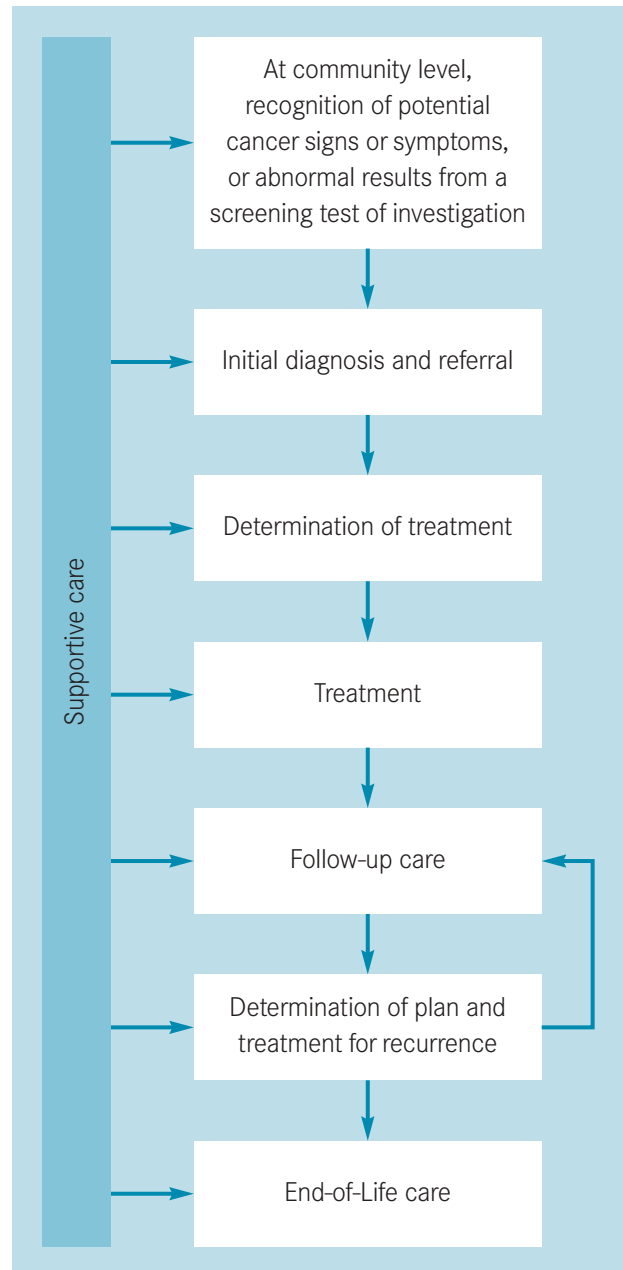 Supportive care
At community level,
recognition of potential
cancer signs or symptoms,
or abnormal results from a
screening test of investigation
Initial diagnosis and referral
Determination of treatment
Treatment
Follow-up care
Determination of plan and
treatment for recurrence
End-of-Life care